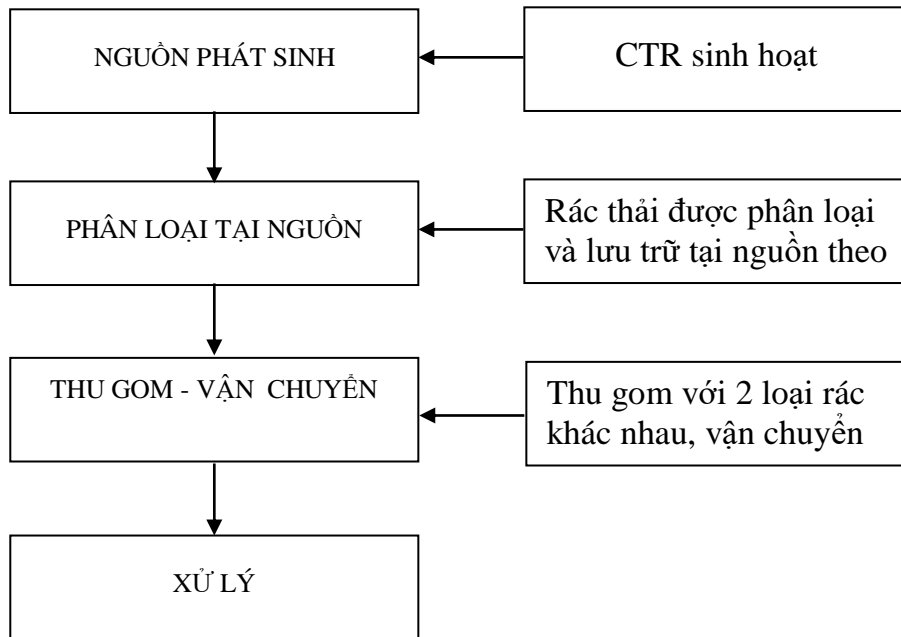 NGUỒN PHÁT SINH
CTR sinh hoạt
PHÂN LOẠI TẠI NGUỒN
Rác thải được phân loại
và lưu trữ tại nguồn theo
THU GOM - VẬN CHUYỂN
Thu gom với 2 loại rác
khác nhau, vận chuyển
XỬ LÝ